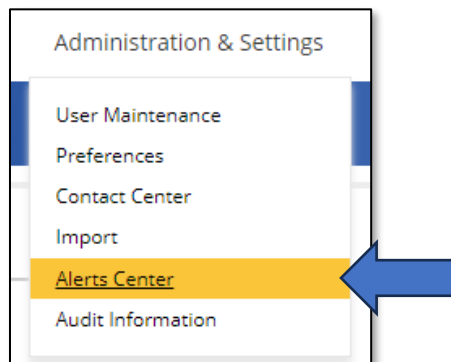 Administration & Settings
User Maintenance
Preferences
Contact Center
Import
Alerts Center
Audit Information